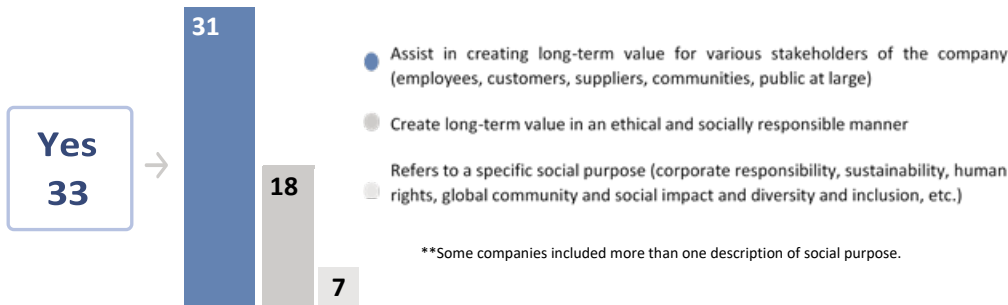 31
Assist in creating long-term value for various stakeholders of the company
(employees, customers, suppliers, communities, public at large)
Yes
33
Create long-term value in an ethical and socially responsible manner
18
Refers to a specific social purpose (corporate responsibility, sustainability, human
rights, global community and social impact and diversity and inclusion, etc.)
**Some companies included more than one description of social purpose.
7